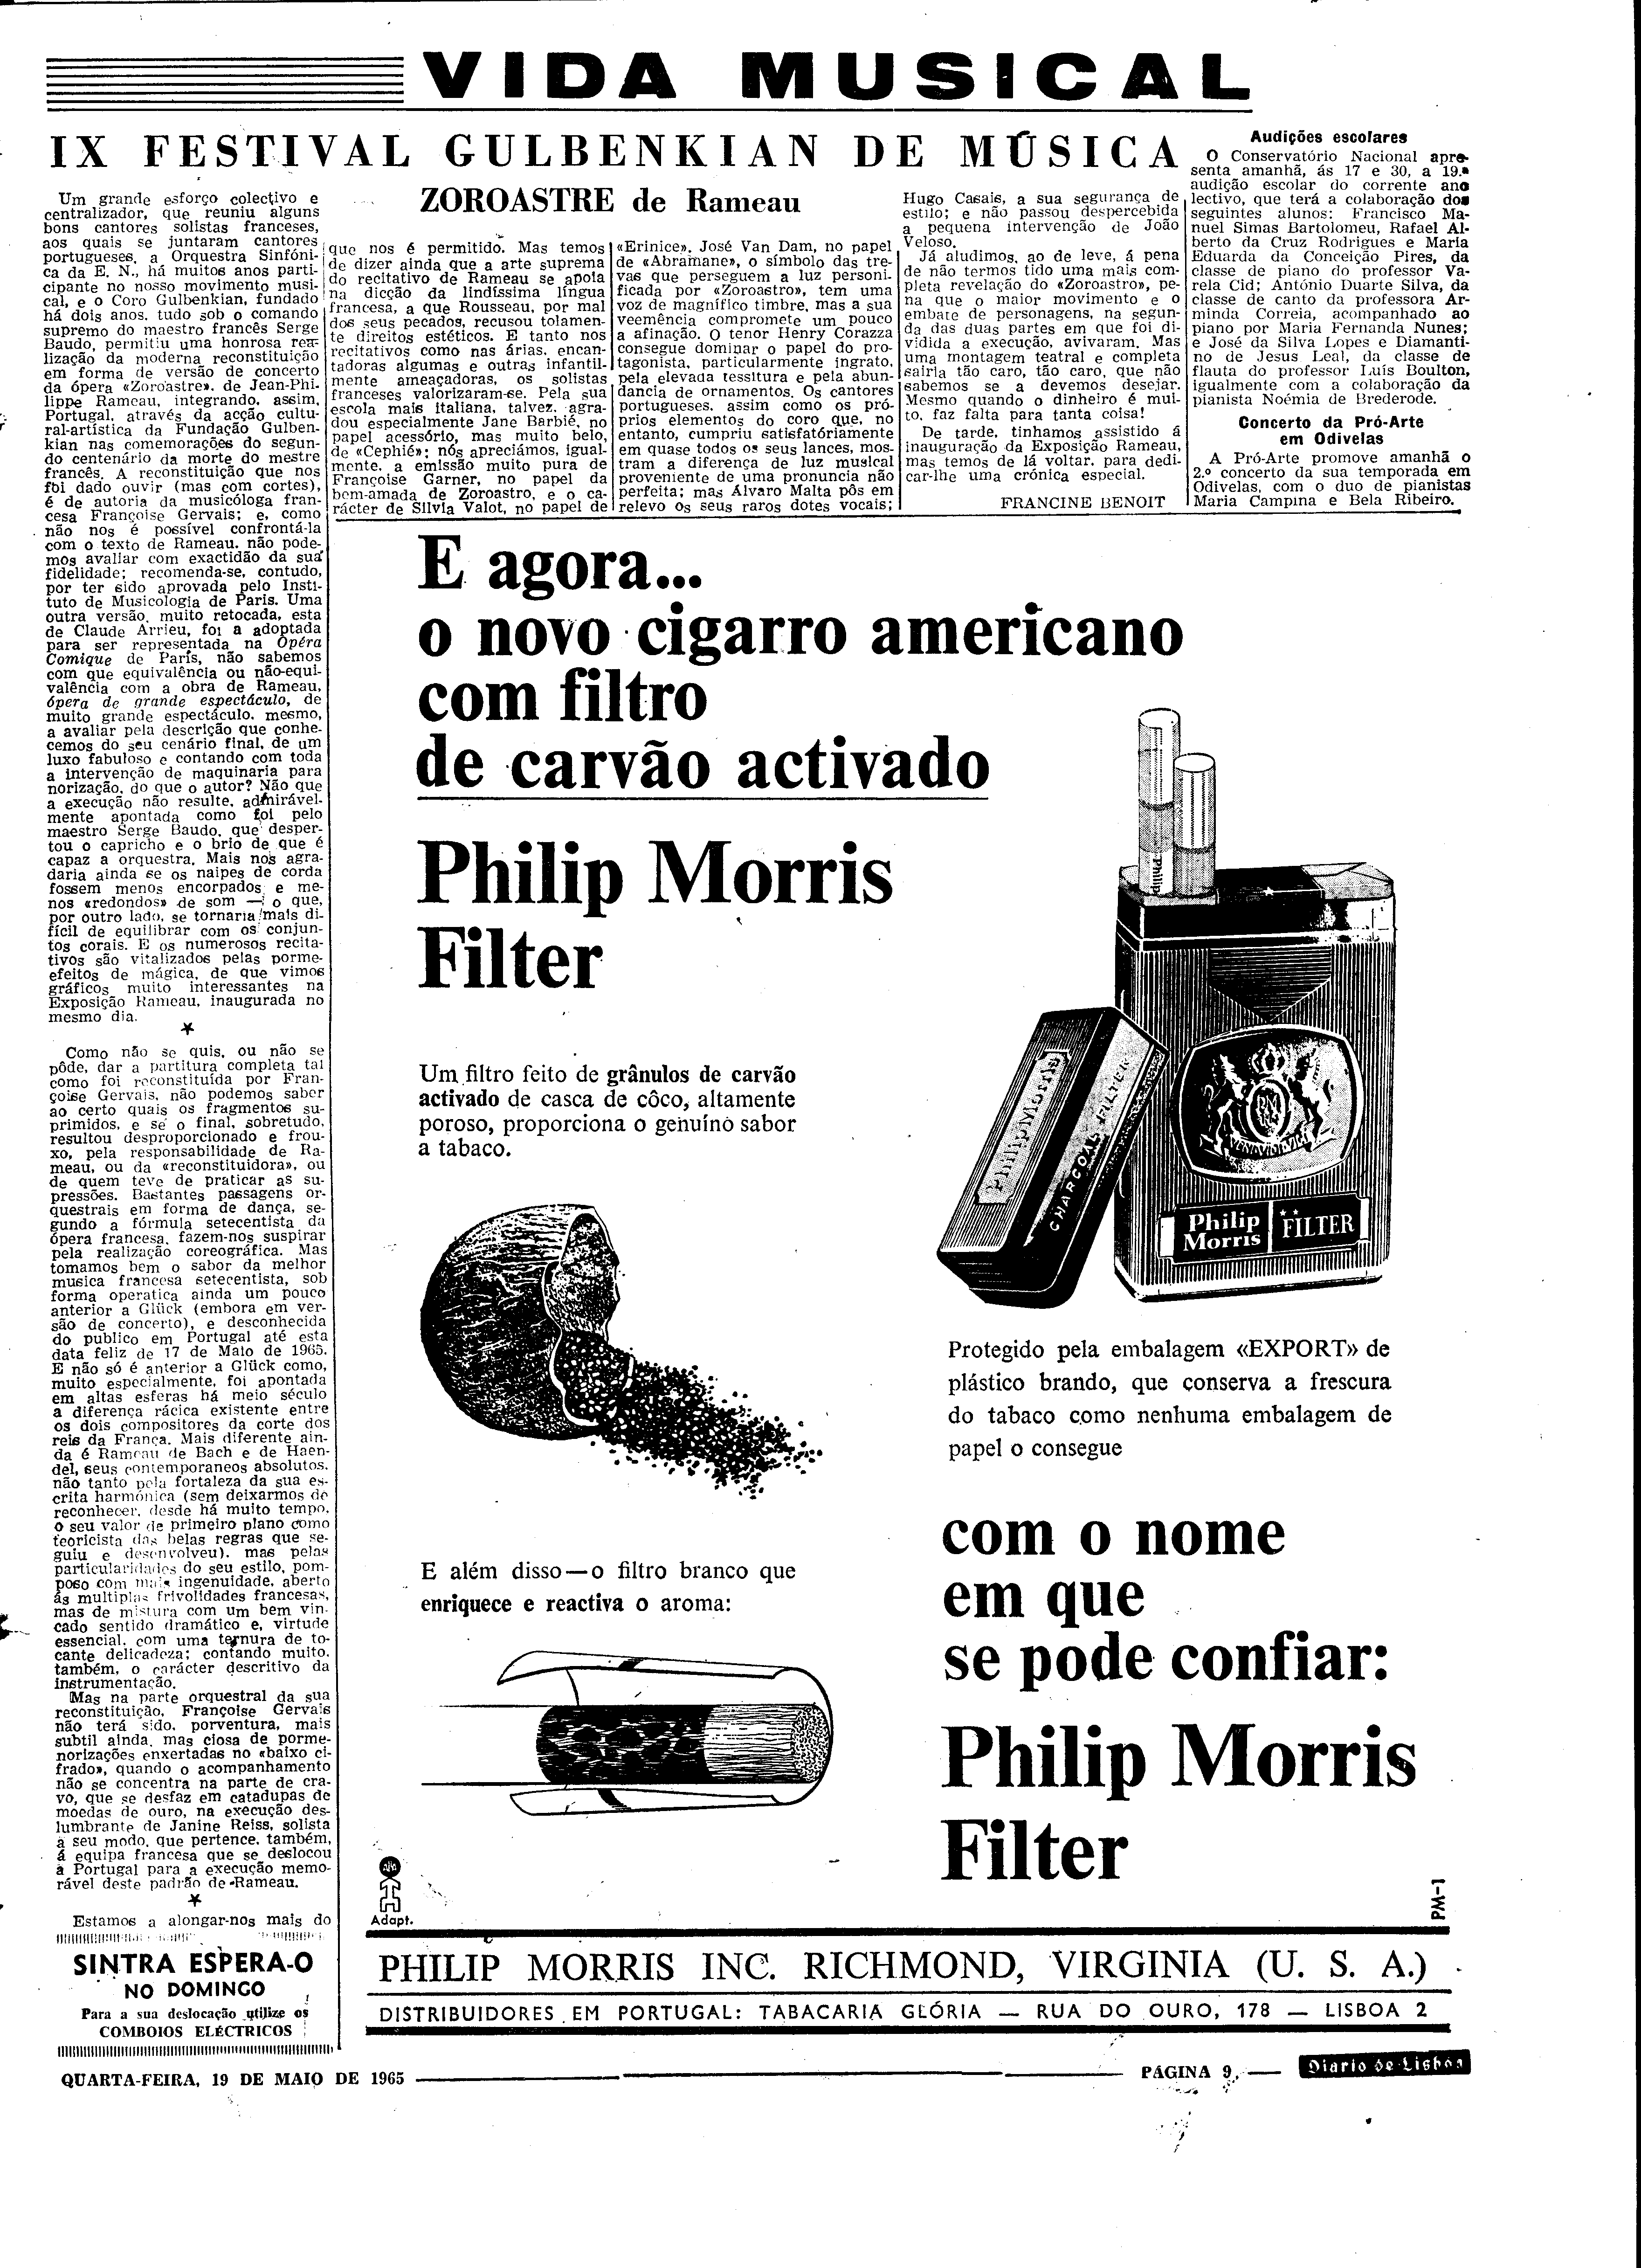 VIDA MUSICAL
IX FESTIVAL GULBENKIAN DE MÚSICA
ZOROASTRE de Rameau
Um grande esforço colectivo e
centralizador, que reuniu alguns
bons cantores solistas franceses,
aos quais se juntaram cantores
portugueses, a Orquestra Sinfóni-
ca da E. N., há muitos anos parti-
cipante no nosso movimento musi-
cal, e o Coro Gulbenkian, fundado
há dois anos, tudo sob o comando
supremo do maestro francês Serge
Baudo, permitiu uma honrosa rea-
lização da moderna reconstituição
em forma de versão de concerto
da ópera «Zoroastre», de Jean-Phi-
lippe Rameau, integrando, assim,
Portugal, através da acção cultu-
ral-artística da Fundação Gulben-
kian nas comemorações do segun-
do centenário da morte do mestre
francês. A reconstituição que nos
foi dado ouvir (mas com cortes),
é de autoria da musicóloga fran-
cesa Françoise Gervais; e, como
não nos é possível confrontá-la
com o texto de Rameau, não pode-
mos avaliar com exactidão da sua
fidelidade; recomenda-se, contudo,
por ter sido aprovada pelo Insti-
tuto de Musicologia de Paris. Uma
outra versão, muito retocada, esta
de Claude Arrieu, foi a adoptada
para ser representada na Opéra
Comique de Paris, não sabemos
com que equivalência ou não-equi-
valência com a obra de Rameau,
ópera de grande espectáculo, de
muito grande espectáculo, mesmo,
a avaliar pela descrição que conhe-
cemos do seu cenário final, de um
luxo fabuloso e contando com toda
a intervenção de maquinaria para
norização, do que o autor? Não que
a execução não resulte, admirável-
mente apontada como foi pelo
maestro Serge Baudo, que desper-
tou o capricho e o brio de que é
capaz a orquestra. Mais nos agra-
daria ainda se os naipes de corda
fossem menos encorpados e me-
nos «redondos» de som — o que,
por outro lado, se tornaria mais di-
fícil de equilibrar com os conjun-
tos corais. E os numerosos recita-
tivos são vitalizados pelas porme-
efeitos de mágica, de que vimos
gráficos muito interessantes na
Exposição Rameau, inaugurada no
mesmo dia.
★
Como não se quis, ou não se
pôde, dar a partitura completa tal
como foi reconstituída por Fran-
çoise Gervais, não podemos saber
ao certo quais os fragmentos su-
primidos, e se o final, sobretudo,
resultou desproporcionado e frou-
xo, pela responsabilidade de Ra-
meau, ou da «reconstituidora», ou
de quem teve de praticar as su-
pressões. Bastantes passagens or-
questrais em forma de dança, se-
gundo a fórmula setecentista da
ópera francesa, fazem-nos suspirar
pela realização coreográfica. Mas
tomamos bem o sabor da melhor
musica francesa setecentista, sob
forma operatica ainda um pouco
anterior a Glück (embora em ver-
são de concerto), e desconhecida
do publico em Portugal até esta
data feliz de 17 de Maio de 1965.
E não só é anterior a Glück como,
muito especialmente, foi apontada
em altas esferas há meio século
a diferença rácica existente entre
os dois compositores da corte dos
reis da França. Mais diferente ain-
da é Rameau de Bach e de Haen-
del, seus contemporaneos absolutos,
não tanto pela fortaleza da sua es-
crita harmónica (sem deixarmos de
reconhecer, desde há muito tempo,
o seu valor de primeiro plano como
teoricista das belas regras que se-
guiu e desenvolveu), mas pelas
particularidades do seu estilo, pom-
poso com mais ingenuidade, aberto
ás multiplas frivolidades francesas,
mas de mistura com um bem vin-
cado sentido dramático e, virtude
essencial, com uma ternura de to-
cante delicadeza; contando muito,
também, o carácter descritivo da
instrumentação.
Mas na parte orquestral da sua
reconstituição, Françoise Gervais
não terá sido, porventura, mais
subtil ainda, mas ciosa de porme-
norizações enxertadas no «baixo ci-
frado», quando o acompanhamento
não se concentra na parte de cra-
vo, que se desfaz em catadupas de
moedas de ouro, na execução des-
lumbrante de Janine Reiss, solista
a seu modo, que pertence, também,
á equipa francesa que se deslocou
a Portugal para a execução memo-
rável deste padrão de Rameau.
★
Estamos a alongar-nos mais do
que nos é permitido. Mas temos
de dizer ainda que a arte suprema
do recitativo de Rameau se apoia
na dicção da lindíssima língua
francesa, a que Rousseau, por mal
dos seus pecados, recusou tolamen-
te direitos estéticos. E tanto nos
recitativos como nas árias, encan-
tadoras algumas e outras infantil-
mente ameaçadoras, os solistas
franceses valorizaram-se. Pela sua
escola mais italiana, talvez, agra-
dou especialmente Jane Barbié, no
papel acessório, mas muito belo,
de «Cephié»; nós apreciámos, igual-
mente, a emissão muito pura de
Françoise Garner, no papel da
bem-amada de Zoroastro, e o ca-
rácter de Silvia Valot, no papel de
«Erinice». José Van Dam, no papel
de «Abramane», o símbolo das tre-
vas que perseguem a luz personi-
ficada por «Zoroastro», tem uma
voz de magnífico timbre, mas a sua
veemência compromete um pouco
a afinação. O tenor Henry Corazza
consegue dominar o papel do pro-
tagonista, particularmente ingrato,
pela elevada tessitura e pela abun-
dancia de ornamentos. Os cantores
portugueses, assim como os pró-
prios elementos do coro que, no
entanto, cumpriu satisfatóriamente
em quase todos os seus lances, mos-
tram a diferença de luz musical
proveniente de uma pronuncia não
perfeita; mas Alvaro Malta pôs em
relevo os seus raros dotes vocais;
Hugo Casais, a sua segurança de
estilo; e não passou despercebida
a pequena intervenção de João
Veloso.
Já aludimos, ao de leve, á pena
de não termos tido uma mais com-
pleta revelação do «Zoroastro», pe-
na que o maior movimento e o
embate de personagens, na segun-
da das duas partes em que foi di-
vidida a execução, avivaram. Mas
uma montagem teatral e completa
sairia tão caro, tão caro, que não
sabemos se a devemos desejar.
Mesmo quando o dinheiro é mui-
to, faz falta para tanta coisa!
De tarde, tinhamos assistido á
inauguração da Exposição Rameau,
mas temos de lá voltar, para dedi-
car-lhe uma crónica especial.
FRANCINE BENOIT
Audições escolares
O Conservatório Nacional apre-
senta amanhã, ás 17 e 30, a 19.ª
audição escolar do corrente ano
lectivo, que terá a colaboração dos
seguintes alunos: Francisco Ma-
nuel Simas Bartolomeu, Rafael Al-
berto da Cruz Rodrigues e Maria
Eduarda da Conceição Pires, da
classe de piano do professor Va-
rela Cid; António Duarte Silva, da
classe de canto da professora Ar-
minda Correia, acompanhado ao
piano por Maria Fernanda Nunes;
e José da Silva Lopes e Diamanti-
no de Jesus Leal, da classe de
flauta do professor Luís Boulton,
igualmente com a colaboração da
pianista Noémia de Brederode.
Concerto da Pró-Arte
em Odivelas
A Pró-Arte promove amanhã o
2.º concerto da sua temporada em
Odivelas, com o duo de pianistas
Maria Campina e Bela Ribeiro.
E agora...
o novo cigarro americano
com filtro
de carvão activado
Philip Morris
Filter
Um filtro feito de grânulos de carvão
activado de casca de côco, altamente
poroso, proporciona o genuíno sabor
a tabaco.
Philip
Philip Morris
CHARCOAL FILTER
VENI VIDI VICI
Philip
Morris
FILTER
Protegido pela embalagem «EXPORT» de
plástico brando, que conserva a frescura
do tabaco como nenhuma embalagem de
papel o consegue
E além disso—o filtro branco que
enriquece e reactiva o aroma:
com o nome
em que
se pode confiar:
Philip Morris
Filter
Adapt.
PM-1
PHILIP MORRIS INC. RICHMOND, VIRGINIA (U. S. A.)
DISTRIBUIDORES EM PORTUGAL: TABACARIA GLÓRIA — RUA DO OURO, 178 — LISBOA 2
SINTRA ESPERA-O
NO DOMINGO
Para a sua deslocação utilize os
COMBOIOS ELÉCTRICOS
QUARTA-FEIRA, 19 DE MAIO DE 1965
PÁGINA 9
Diario de Lisbôa